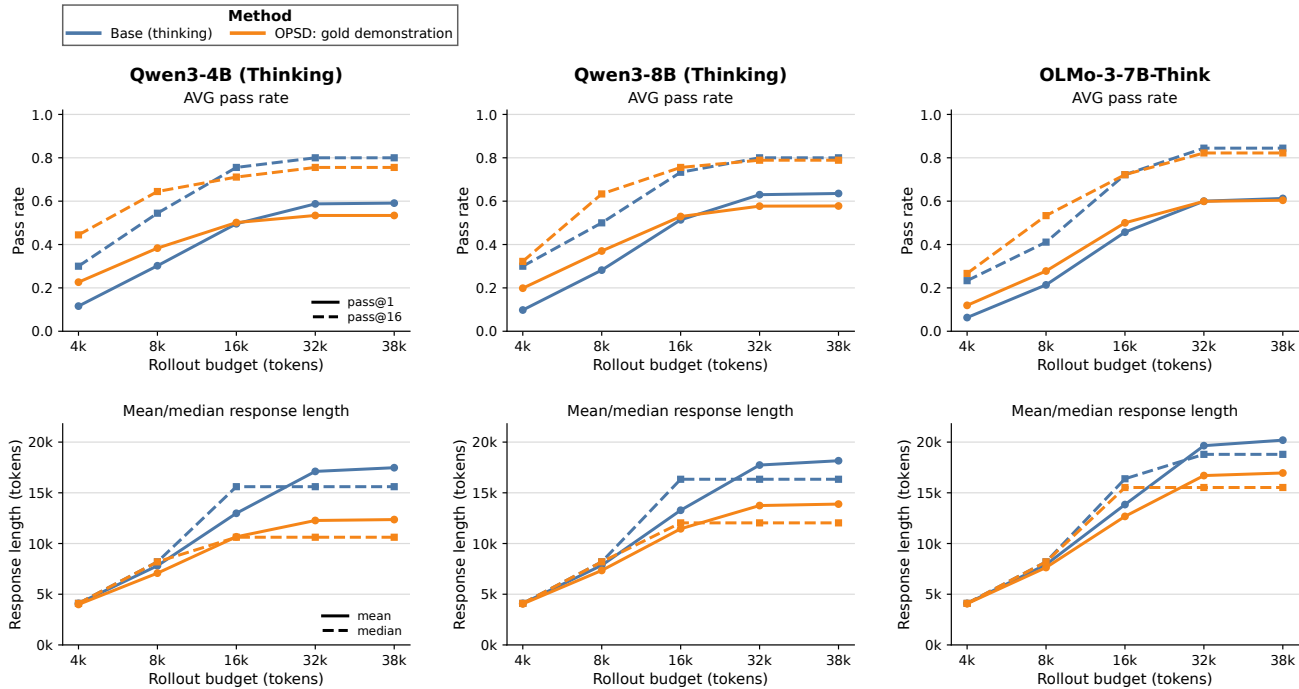 Method
Base (thinking) OPSD: gold demonstration
Qwen3-4B (Thinking)
AVG pass rate
Pass rate
1.0
0.8
0.6
0.4
0.2
0.0
pass@1
pass@16
4k 8k 16k 32k 38k
Rollout budget (tokens)
Qwen3-8B (Thinking)
AVG pass rate
Pass rate
1.0
0.8
0.6
0.4
0.2
0.0
4k 8k 16k 32k 38k
Rollout budget (tokens)
OLMo-3-7B-Think
AVG pass rate
Pass rate
1.0
0.8
0.6
0.4
0.2
0.0
4k 8k 16k 32k 38k
Rollout budget (tokens)
Mean/median response length
Response length (tokens)
20k
15k
10k
5k
0k
mean
median
4k 8k 16k 32k 38k
Rollout budget (tokens)
Mean/median response length
Response length (tokens)
20k
15k
10k
5k
0k
4k 8k 16k 32k 38k
Rollout budget (tokens)
Mean/median response length
Response length (tokens)
20k
15k
10k
5k
0k
4k 8k 16k 32k 38k
Rollout budget (tokens)